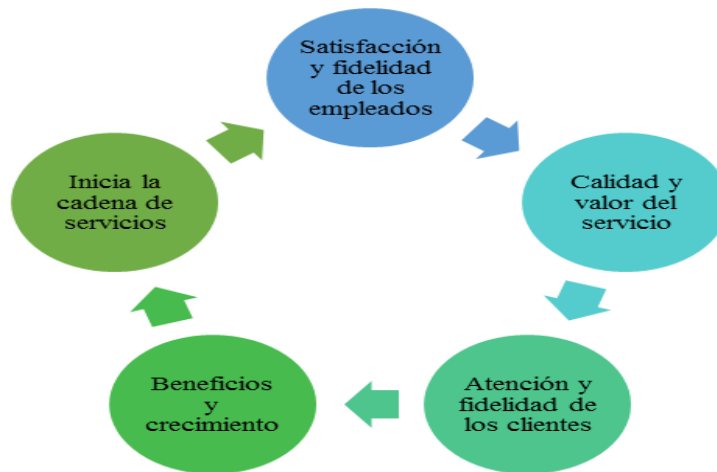 Satisfacción
y fidelidad
de los
empleados
Calidad y
valor del
servicio
Atención y
fidelidad de
los clientes
Beneficios
y
crecimiento
Inicia la
cadena de
servicios